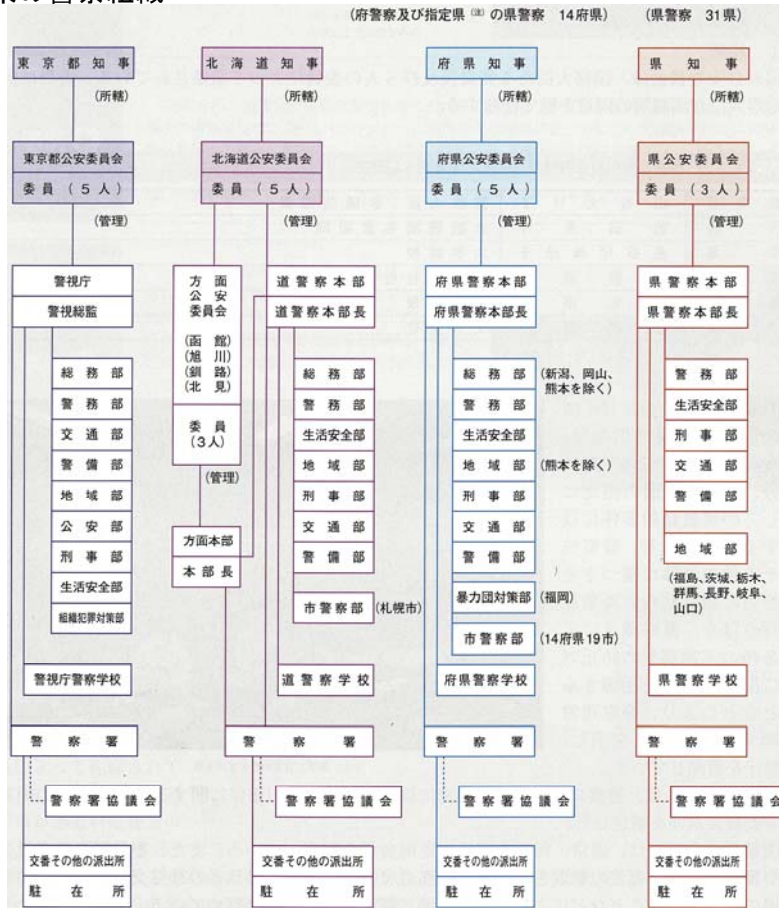 (府警察及び指定県(注)の県警察 14府県)
(県警察 31県)
東京都知事
(所轄)
東京都公安委員会
委員(5人)
(管理)
警視庁
警視総監
総務部
警務部
交通部
警備部
地域部
公安部
刑事部
生活安全部
組織犯罪対策部
警視庁警察学校
警察署
警察署協議会
交番その他の派出所
駐在所
北海道知事
(所轄)
北海道公安委員会
委員(5人)
(管理)
方面
公安
委員会
(函館)
(旭川)
(釧路)
(北見)
委員
(3人)
(管理)
方面本部
本部長
道警察本部
道警察本部長
総務部
警務部
生活安全部
地域部
刑事部
交通部
警備部
市警察部 (札幌市)
道警察学校
警察署
警察署協議会
交番その他の派出所
駐在所
府県知事
(所轄)
府県公安委員会
委員(5人)
(管理)
府県警察本部
府県警察本部長
総務部 (新潟、岡山、
熊本を除く)
警務部
生活安全部
地域部 (熊本を除く)
刑事部
交通部
警備部
暴力団対策部 (福岡)
市警察部 (14府県19市)
府県警察学校
警察署
警察署協議会
交番その他の派出所
駐在所
県知事
(所轄)
県公安委員会
委員(3人)
(管理)
県警察本部
県警察本部長
警務部
生活安全部
刑事部
交通部
警備部
地域部
(福島、茨城、栃木、
群馬、長野、岐阜、
山口)
県警察学校
警察署
警察署協議会
交番その他の派出所
駐在所